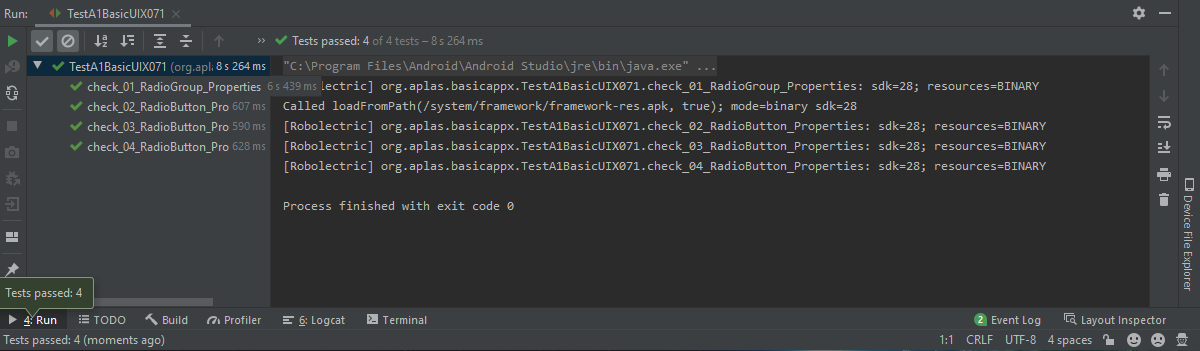 Run: TestA1BasicUIX071
Tests passed: 4 of 4 tests – 8 s 264 ms
TestA1BasicUIX071 (org.apla 8 s 264 ms
check_01_RadioGroup_Properties 6 s 439 ms
check_02_RadioButton_Pro 607 ms
check_03_RadioButton_Pro 590 ms
check_04_RadioButton_Pro 628 ms
"C:\Program Files\Android\Android Studio\jre\bin\java.exe" ...
lectric] org.aplas.basicappx.TestA1BasicUIX071.check_01_RadioGroup_Properties: sdk=28; resources=BINARY
Called loadFromPath(/system/framework/framework-res.apk, true); mode=binary sdk=28
[Robolectric] org.aplas.basicappx.TestA1BasicUIX071.check_02_RadioButton_Properties: sdk=28; resources=BINARY
[Robolectric] org.aplas.basicappx.TestA1BasicUIX071.check_03_RadioButton_Properties: sdk=28; resources=BINARY
[Robolectric] org.aplas.basicappx.TestA1BasicUIX071.check_04_RadioButton_Properties: sdk=28; resources=BINARY
Process finished with exit code 0
Device File Explorer
Tests passed: 4
4: Run TODO Build Profiler 6: Logcat Terminal 2 Event Log Layout Inspector
Tests passed: 4 (moments ago) 1:1 CRLF UTF-8 4 spaces